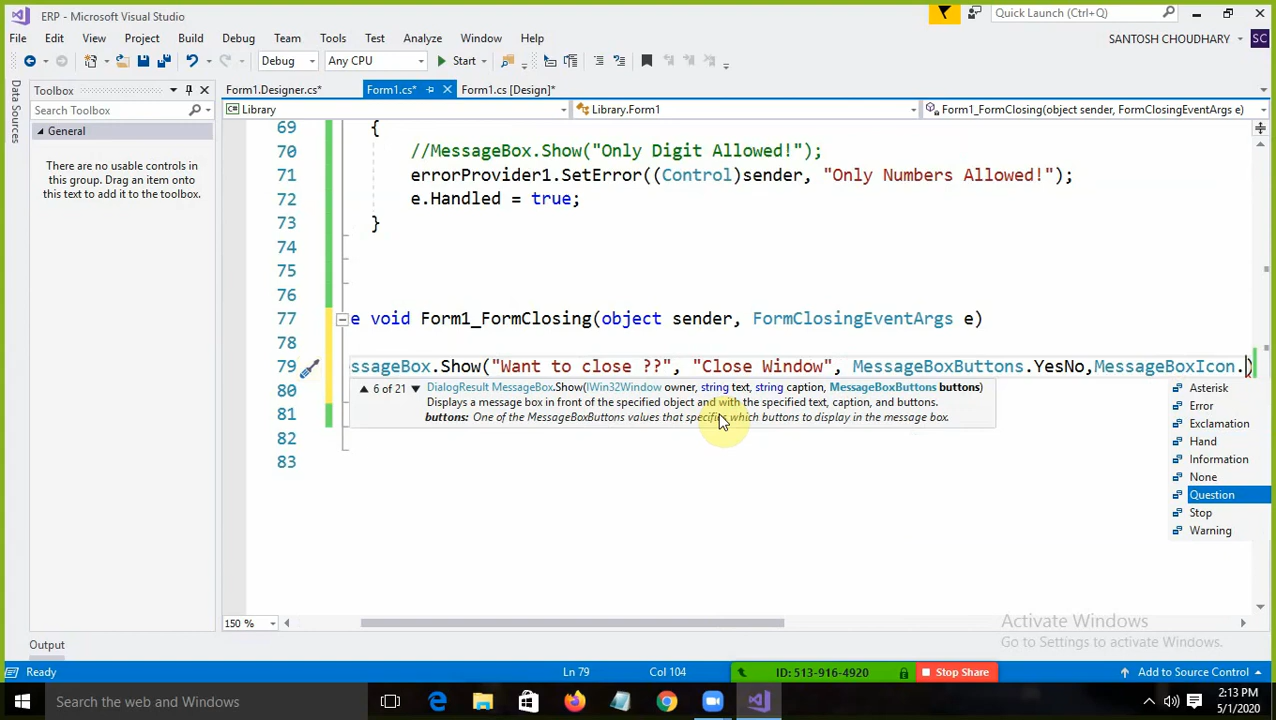 ERP - Microsoft Visual Studio
Quick Launch (Ctrl+Q)
File Edit View Project Build Debug Team Tools Test Analyze Window Help
SANTOSH CHOUDHARY SC
Debug Any CPU Start
Data Sources
Toolbox
Search Toolbox
General
There are no usable controls in
this group. Drag an item onto
this text to add it to the toolbox.
Form1.Designer.cs* Form1.cs* Form1.cs [Design]*
Library Library.Form1 Form1_FormClosing(object sender, FormClosingEventArgs e)
69 {
70 //MessageBox.Show("Only Digit Allowed!");
71 errorProvider1.SetError((Control)sender, "Only Numbers Allowed!");
72 e.Handled = true;
73 }
74
75
76
77 e void Form1_FormClosing(object sender, FormClosingEventArgs e)
78
79 ssageBox.Show("Want to close ??", "Close Window", MessageBoxButtons.YesNo,MessageBoxIcon.)
80
81
82
83
6 of 21 DialogResult MessageBox.Show(IWin32Window owner, string text, string caption, MessageBoxButtons buttons)
Displays a message box in front of the specified object and with the specified text, caption, and buttons.
buttons: One of the MessageBoxButtons values that specifies which buttons to display in the message box.
Asterisk
Error
Exclamation
Hand
Information
None
Question
Stop
Warning
150 %
Activate Windows
Go to Settings to activate Windows.
Output
Ready Ln 79 Col 104 ID: 513-916-4920 Stop Share Add to Source Control
Search the web and Windows
2:13 PM
5/1/2020